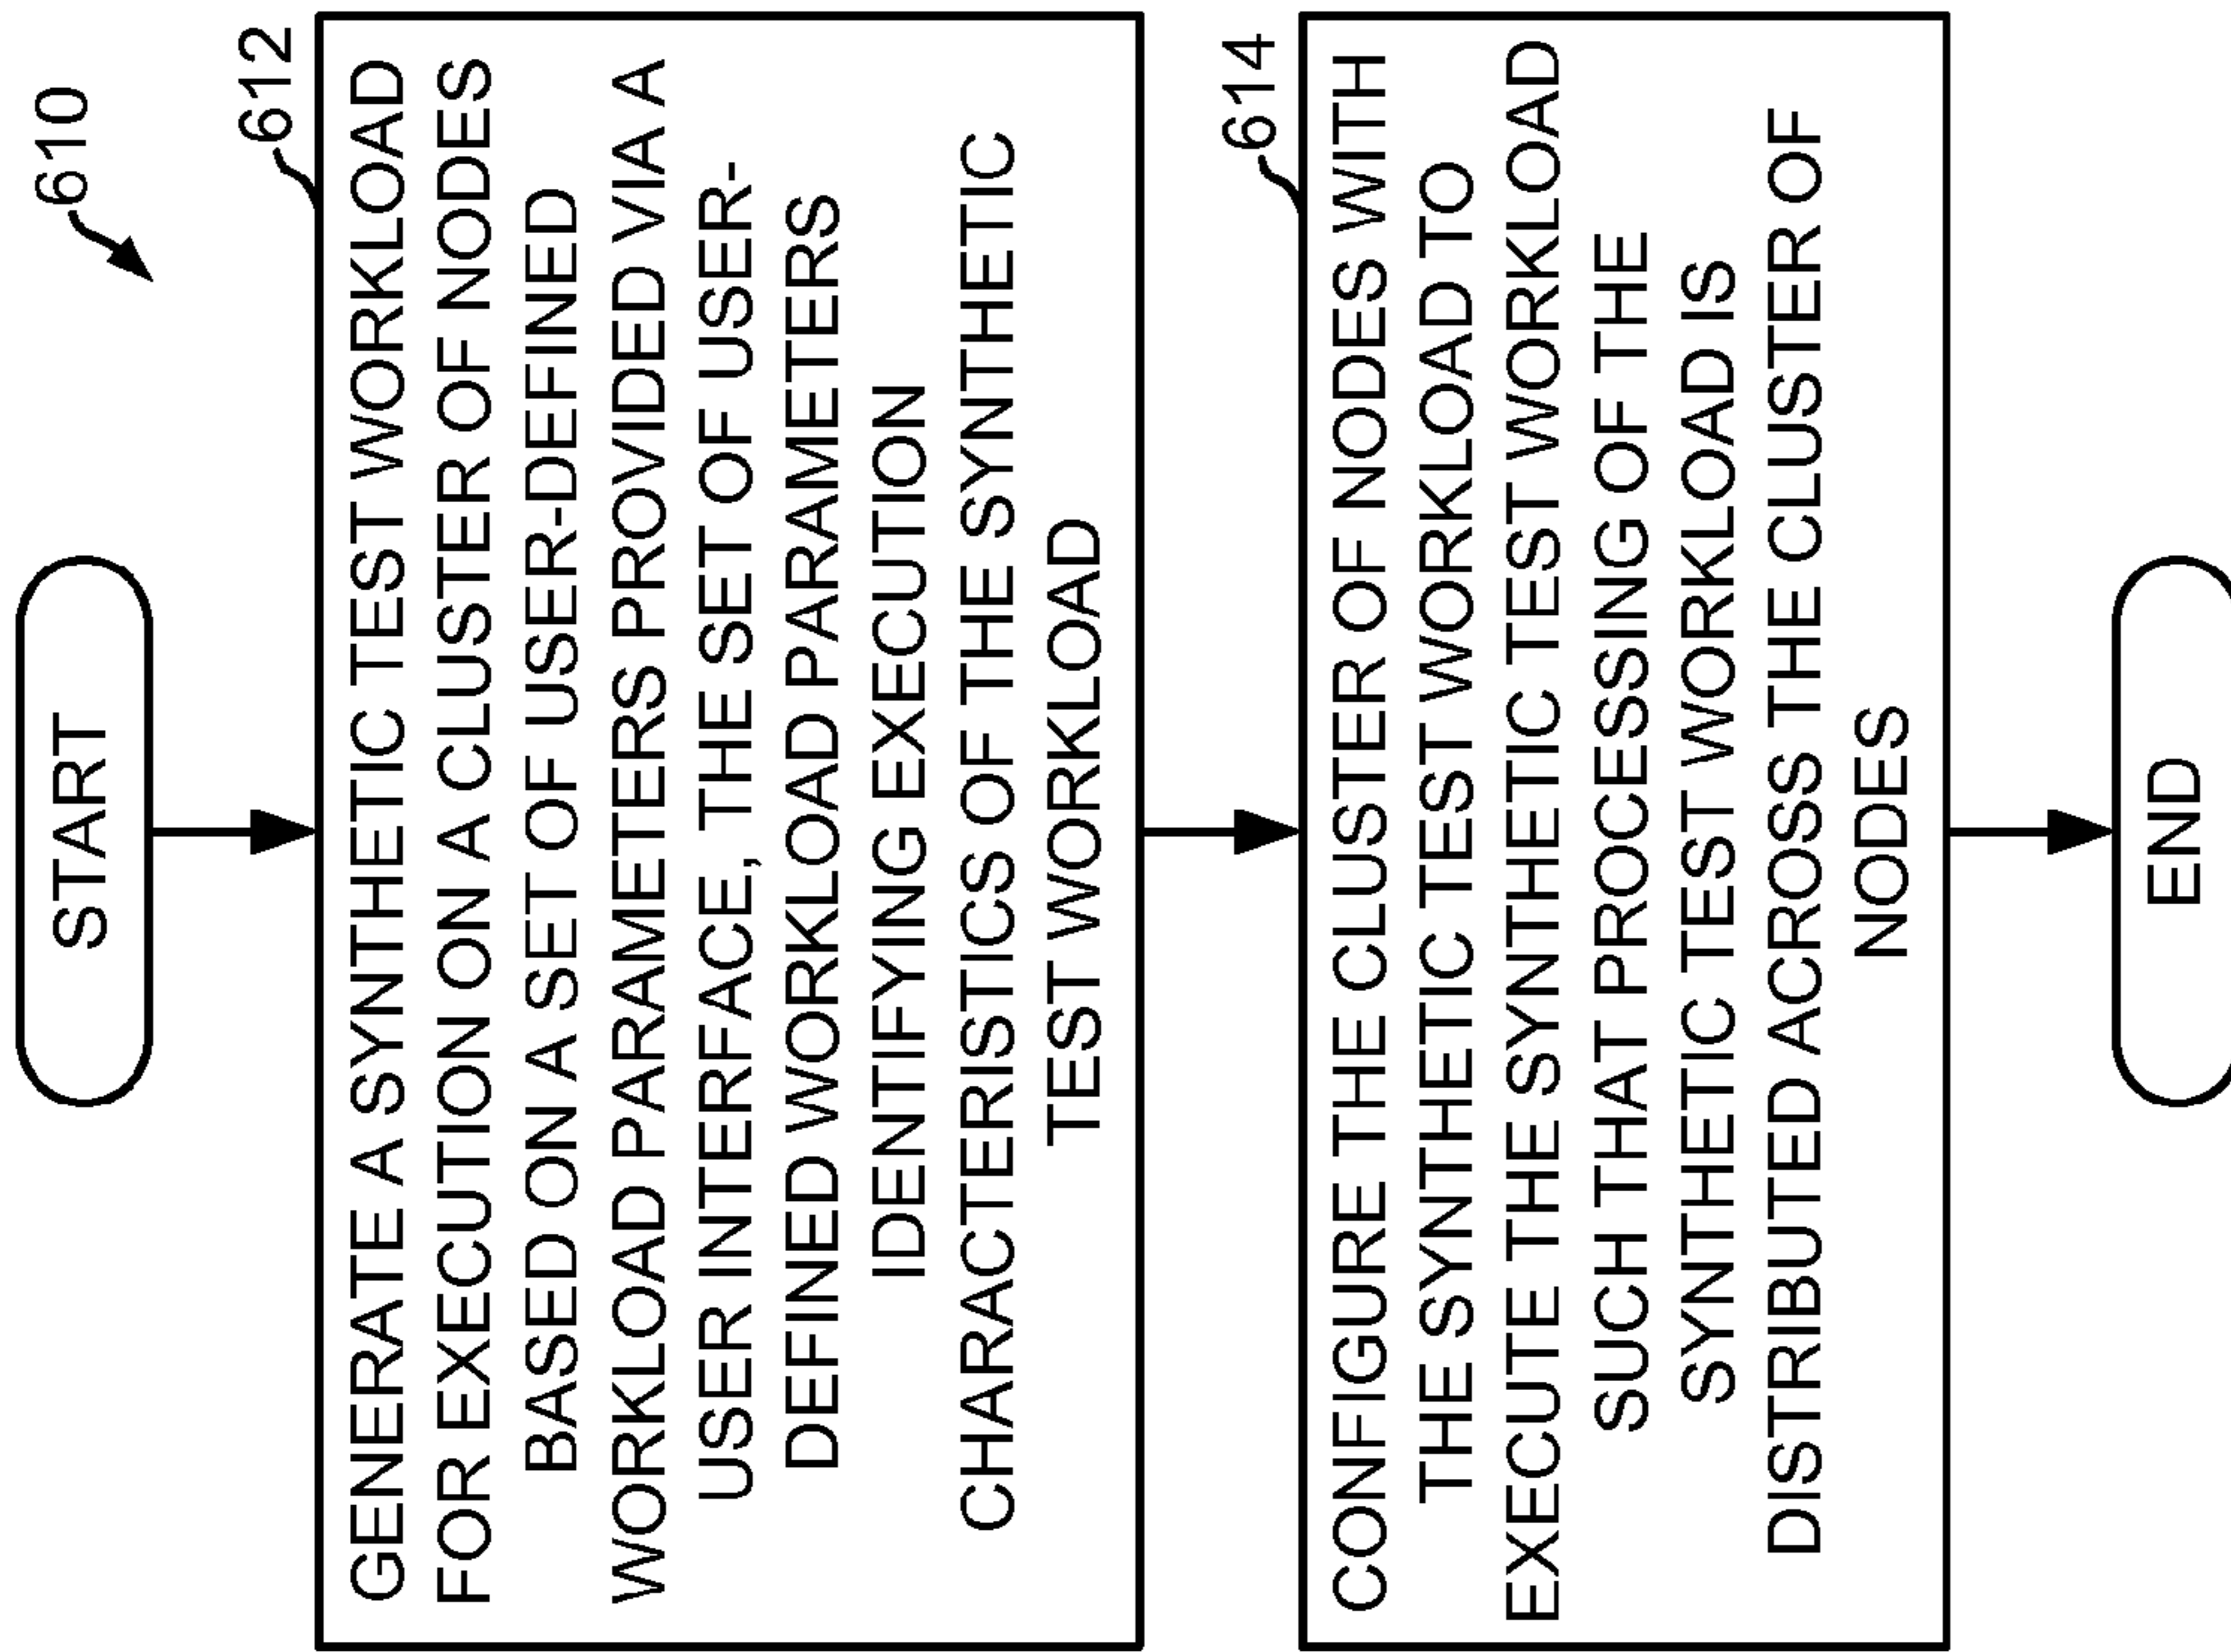 610
START
612
GENERATE A SYNTHETIC TEST WORKLOAD
FOR EXECUTION ON A CLUSTER OF NODES
BASED ON A SET OF USER-DEFINED
WORKLOAD PARAMETERS PROVIDED VIA A
USER INTERFACE, THE SET OF USER-
DEFINED WORKLOAD PARAMETERS
IDENTIFYING EXECUTION
CHARACTERISTICS OF THE SYNTHETIC
TEST WORKLOAD
614
CONFIGURE THE CLUSTER OF NODES WITH
THE SYNTHETIC TEST WORKLOAD TO
EXECUTE THE SYNTHETIC TEST WORKLOAD
SUCH THAT PROCESSING OF THE
SYNTHETIC TEST WORKLOAD IS
DISTRIBUTED ACROSS THE CLUSTER OF
NODES
END